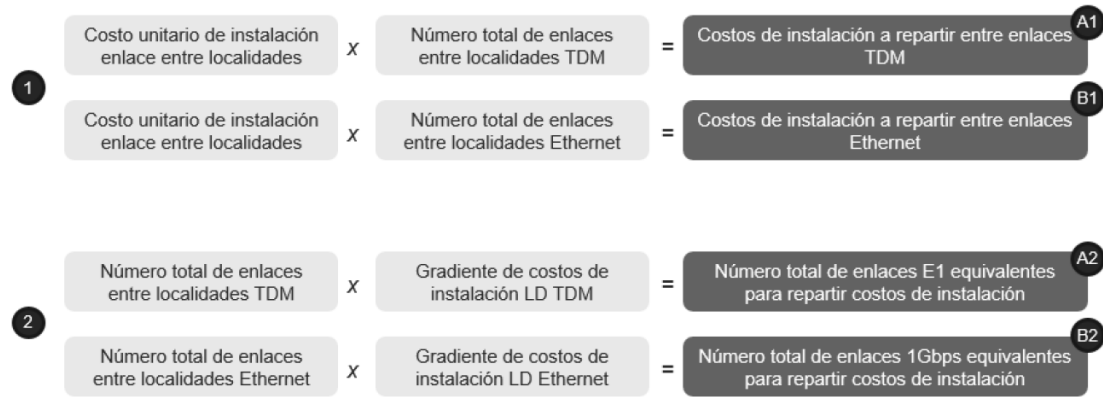 Costo unitario de instalación
enlace entre localidades
x
Número total de enlaces
entre localidades TDM
=
Costos de instalación a repartir entre enlaces
TDM
A1
1
Costo unitario de instalación
enlace entre localidades
x
Número total de enlaces
entre localidades Ethernet
=
Costos de instalación a repartir entre enlaces
Ethernet
B1
Número total de enlaces
entre localidades TDM
x
Gradiente de costos de
instalación LD TDM
=
Número total de enlaces E1 equivalentes
para repartir costos de instalación
A2
2
Número total de enlaces
entre localidades Ethernet
x
Gradiente de costos de
instalación LD Ethernet
=
Número total de enlaces 1Gbps equivalentes
para repartir costos de instalación
B2